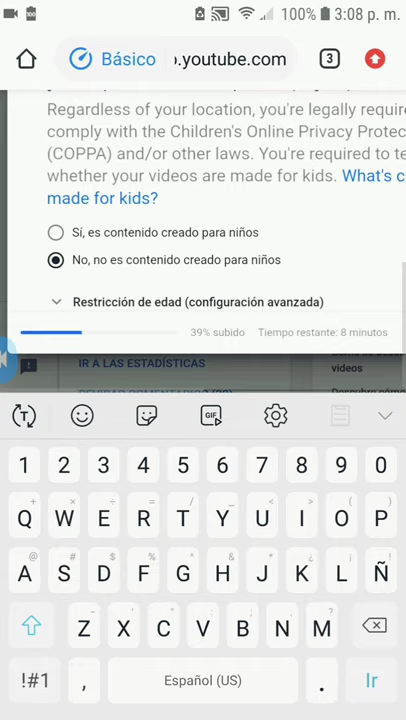 100% 3:08 p. m.
Básico
.youtube.com
3
Regardless of your location, you're legally require
comply with the Children's Online Privacy Protec
(COPPA) and/or other laws. You're required to te
whether your videos are made for kids. What's c
made for kids?
Sí, es contenido creado para niños
No, no es contenido creado para niños
Restricción de edad (configuración avanzada)
39% subido Tiempo restante: 8 minutos
IR A LAS ESTADÍSTICAS
videos
T GIF
1 2 3 4 5 6 7 8 9 0
+ × ÷ = / _ < > ( )
Q W E R T Y U I O P
@ # $ % ^ & * ¿ ¡ !
A S D F G H J K L Ñ
- ' " : ; , ?
Z X C V B N M
!#1 , Español (US) . Ir